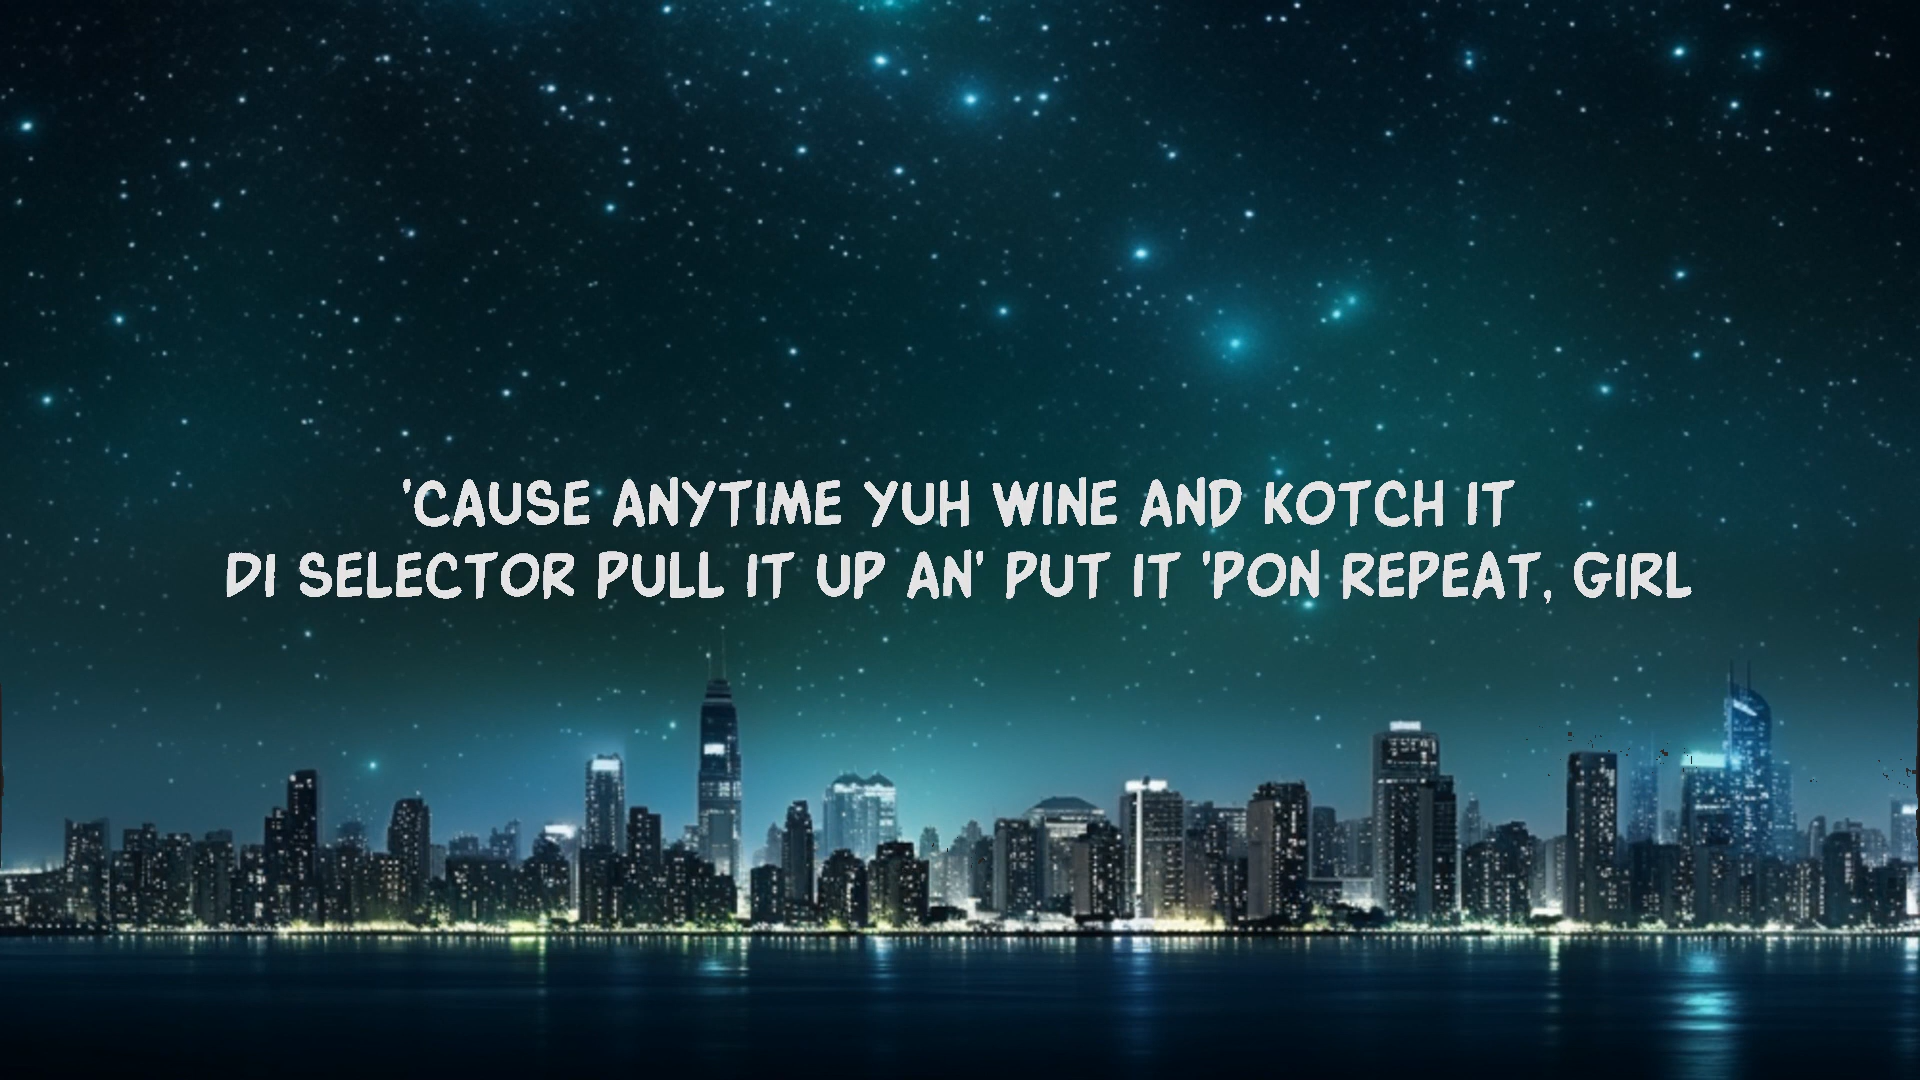 'CAUSE ANYTIME YUH WINE AND KOTCH IT
DI SELECTOR PULL IT UP AN' PUT IT 'PON REPEAT, GIRL